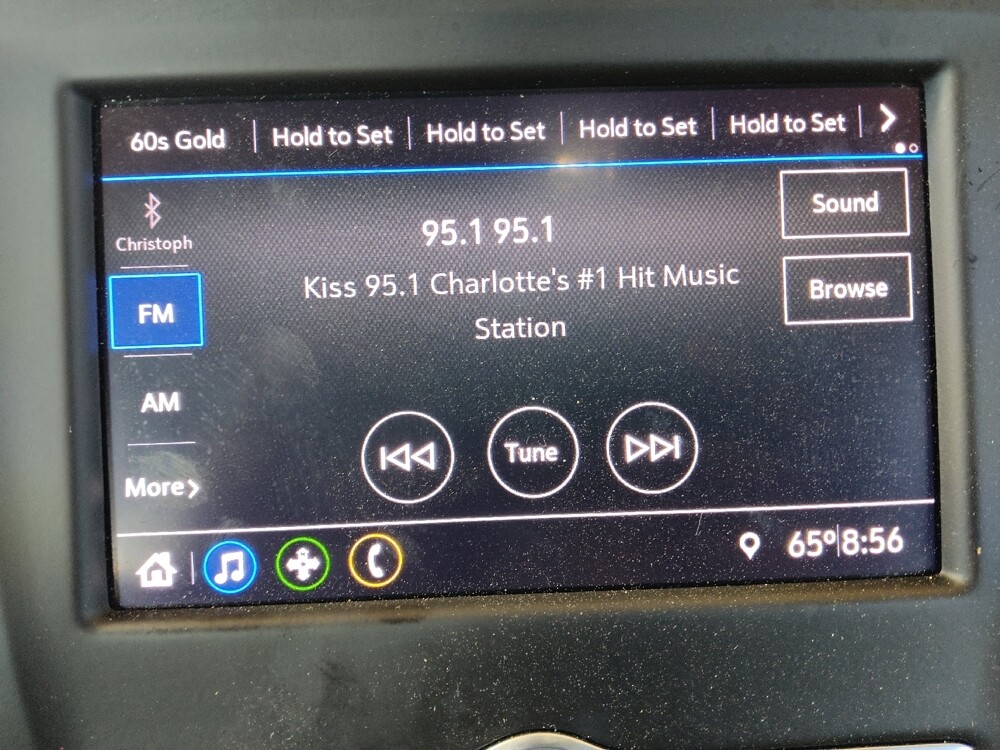 60s Gold Hold to Set Hold to Set Hold to Set Hold to Set
Christoph
FM
AM
More
95.1 95.1
Kiss 95.1 Charlotte's #1 Hit Music
Station
Sound
Browse
Tune
65° 8:56